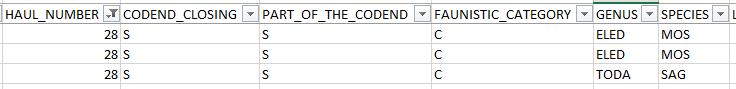 HAUL_NUMBER CODEND_CLOSING PART_OF_THE_CODEND FAUNISTIC_CATEGORY GENUS SPECIES L
28 S S C ELED MOS
28 S S C ELED MOS
28 S S C TODA SAG